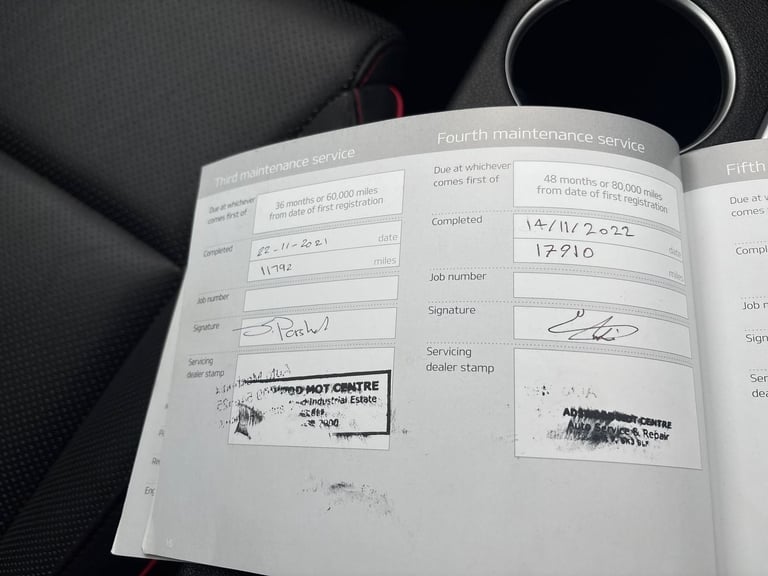 Third maintenance service
Due at whichever
comes first of
36 months or 60,000 miles
from date of first registration
Completed
22-11-2021
date
11792
miles
Job number
Signature
Servicing
dealer stamp
MOT CENTRE
Industrial Estate
Fourth maintenance service
Due at whichever
comes first of
48 months or 80,000 miles
from date of first registration
Completed
14/11/2022
date
17910
miles
Job number
Signature
Servicing
dealer stamp
CENTRE
Auto Service & Repair
Fifth
Due at
comes
Compl
Job n
Sign
Ser
dea